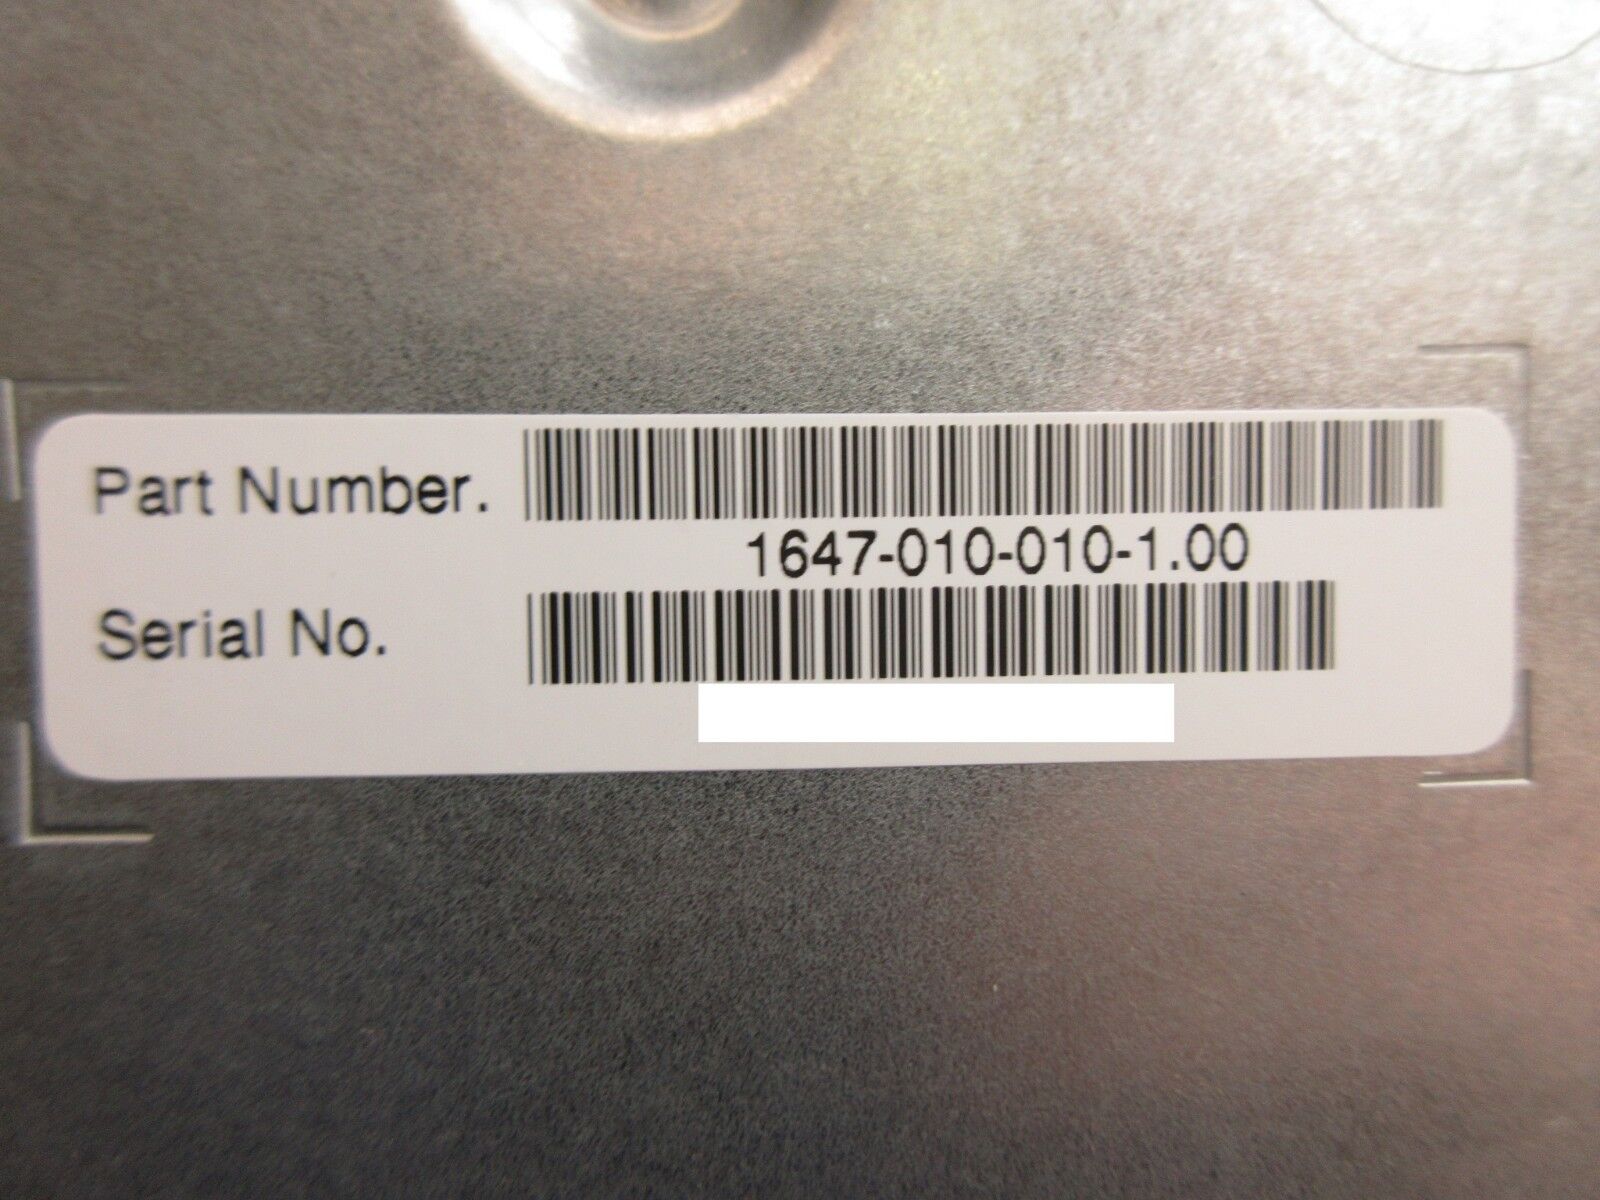 Part Number.
1647-010-010-1.00
Serial No.